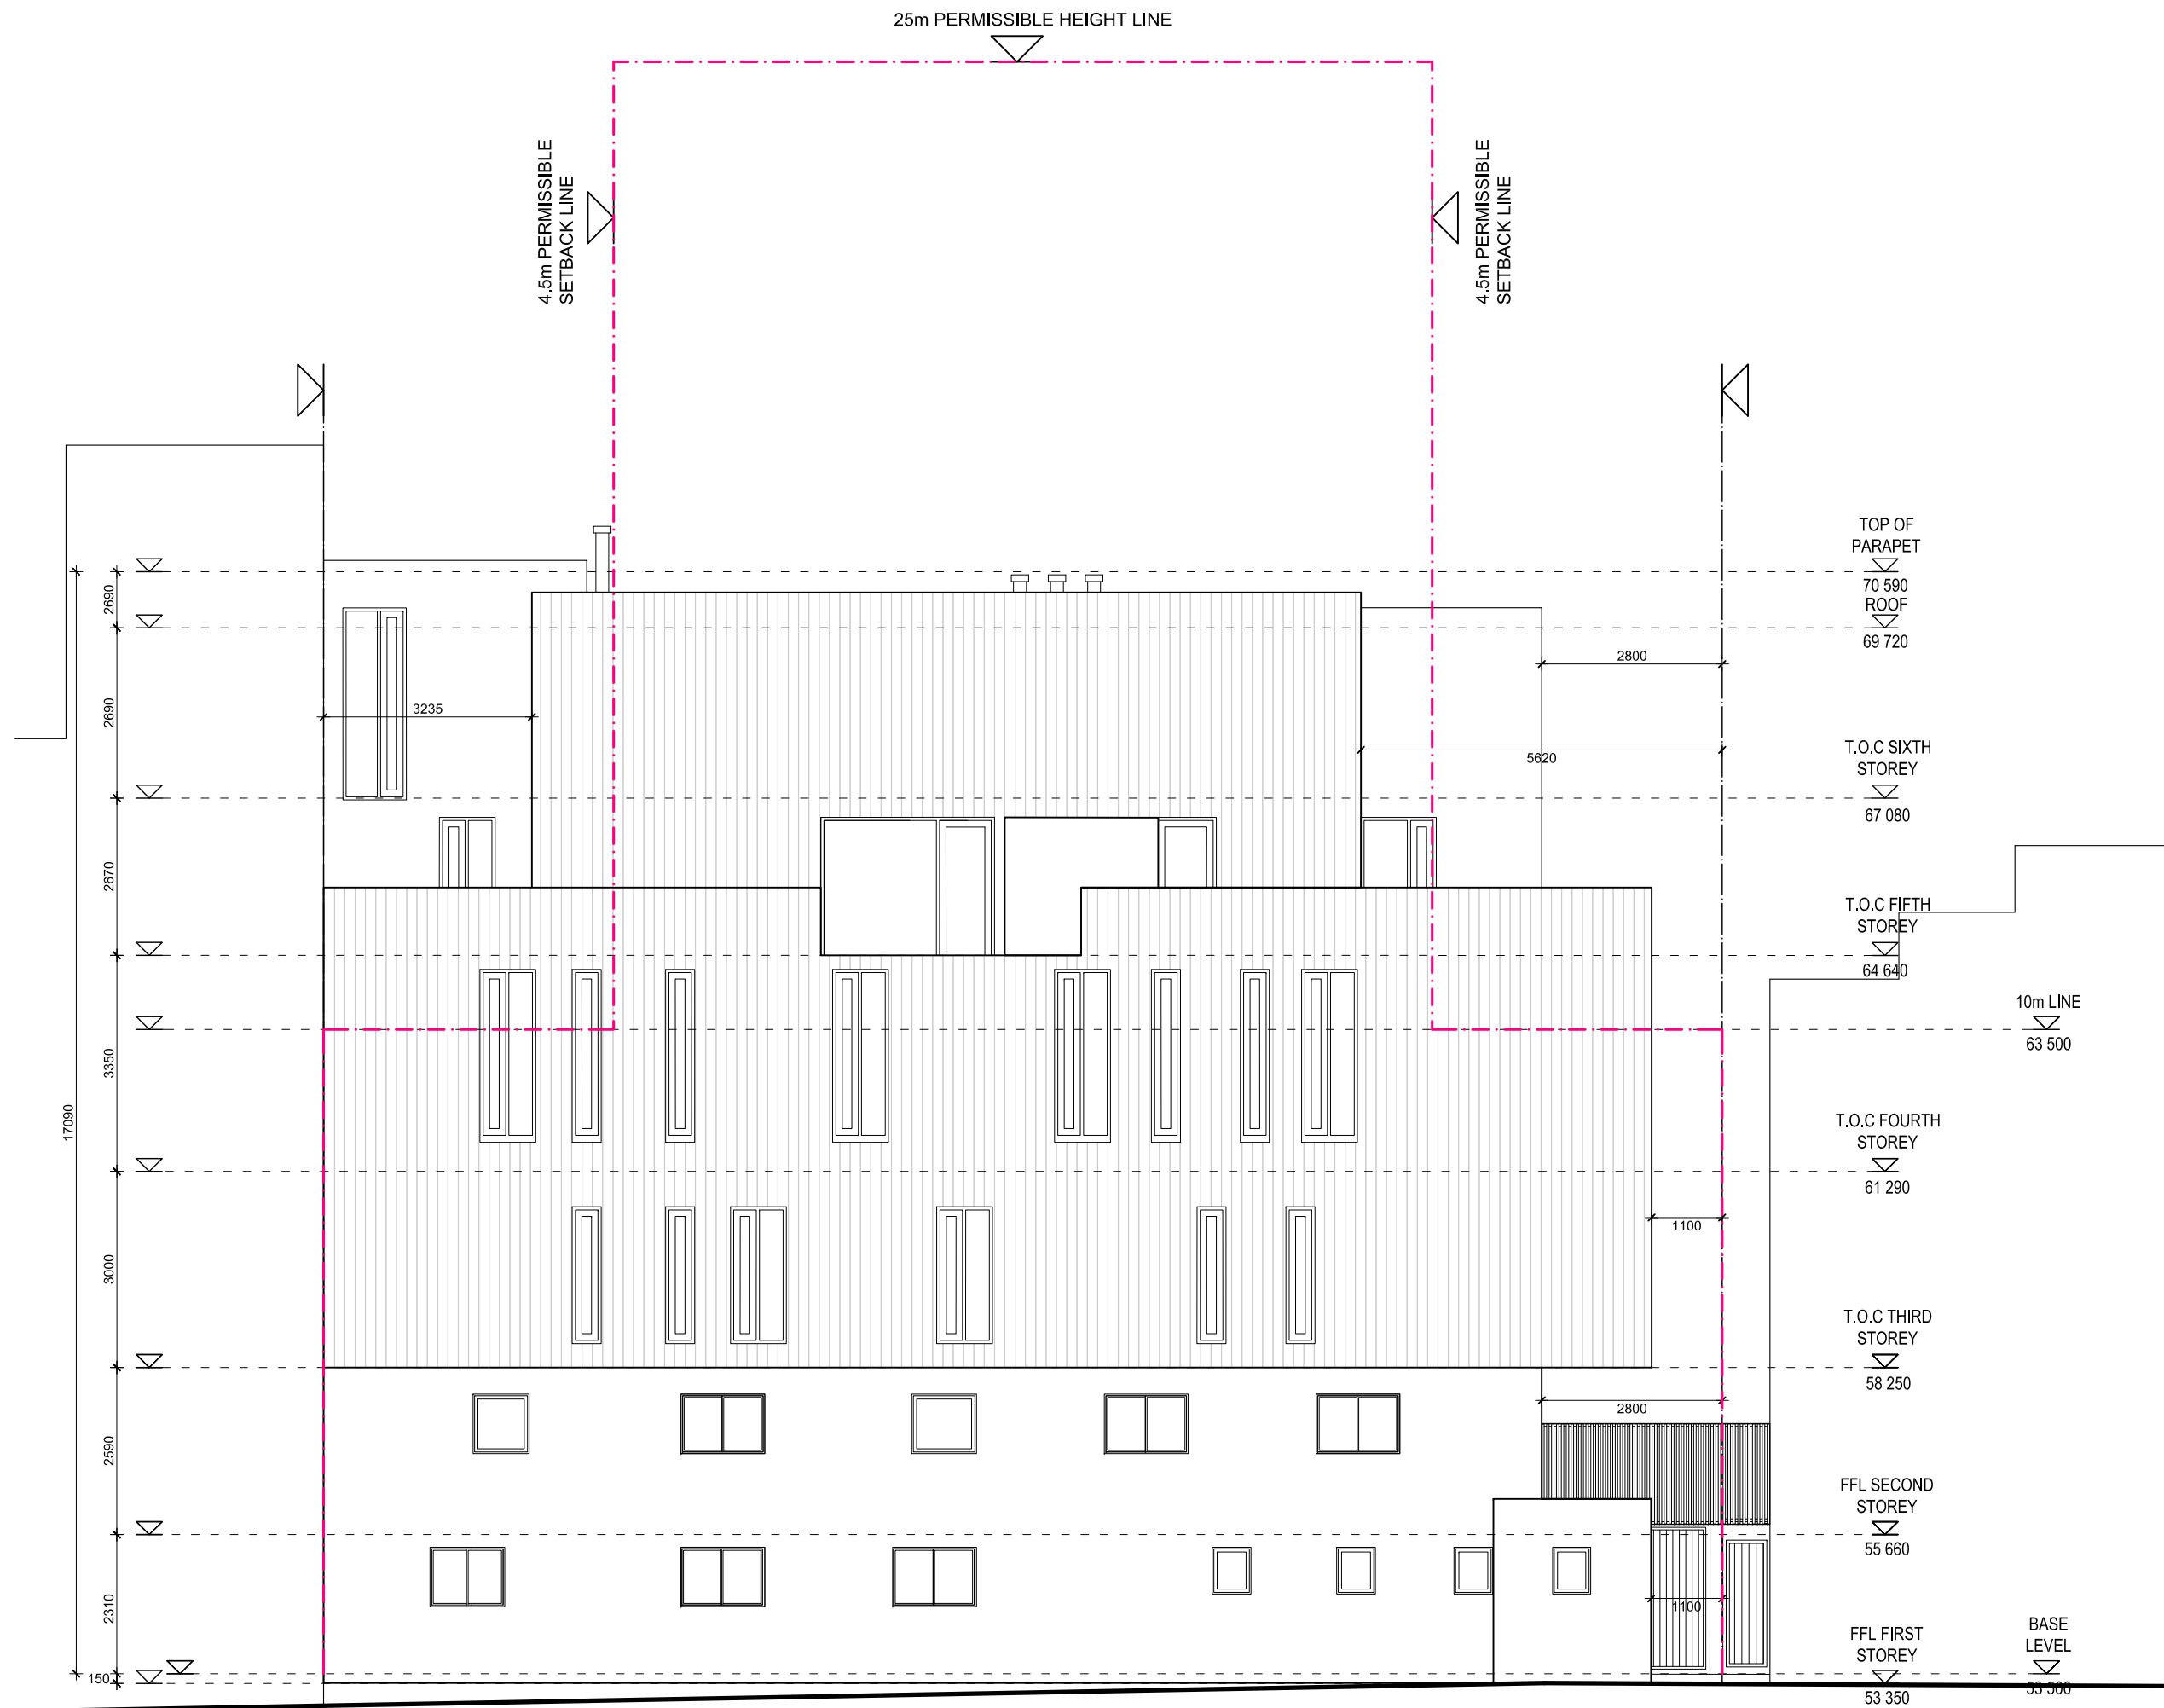 25m PERMISSIBLE HEIGHT LINE
4.5m PERMISSIBLE
SETBACK LINE
4.5m PERMISSIBLE
SETBACK LINE
TOP OF
PARAPET
70 590
ROOF
69 720
2690
2800
2690
3235
5620
T.O.C SIXTH
STOREY
67 080
2670
T.O.C FIFTH
STOREY
64 640
10m LINE
63 500
3350
17090
T.O.C FOURTH
STOREY
61 290
1100
3000
T.O.C THIRD
STOREY
58 250
2800
2590
FFL SECOND
STOREY
55 660
2310
1100
FFL FIRST
STOREY
53 350
BASE
LEVEL
53 500
150